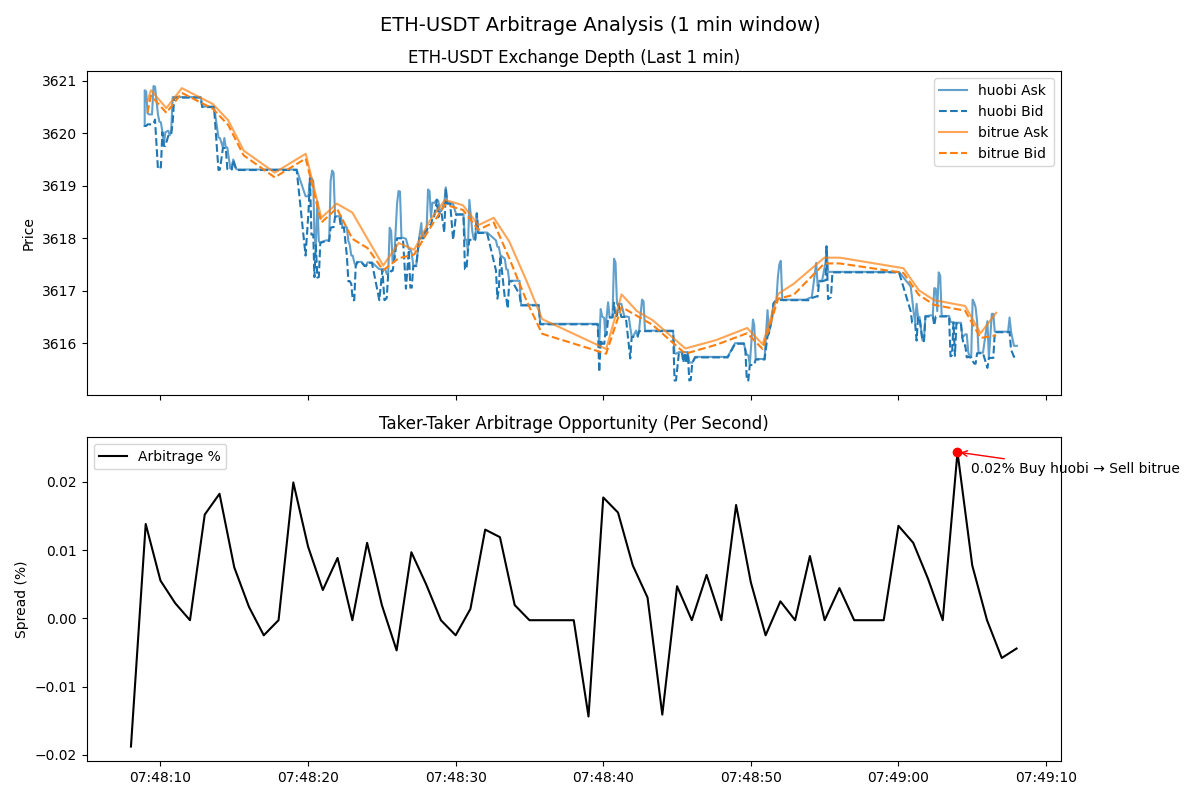 ETH-USDT Arbitrage Analysis (1 min window)
ETH-USDT Exchange Depth (Last 1 min)
3621
3620
3619
3618
3617
3616
Price
huobi Ask
huobi Bid
bitrue Ask
bitrue Bid
Taker-Taker Arbitrage Opportunity (Per Second)
Arbitrage %
0.02% Buy huobi → Sell bitrue
0.02
0.01
0.00
−0.01
−0.02
Spread (%)
07:48:10
07:48:20
07:48:30
07:48:40
07:48:50
07:49:00
07:49:10